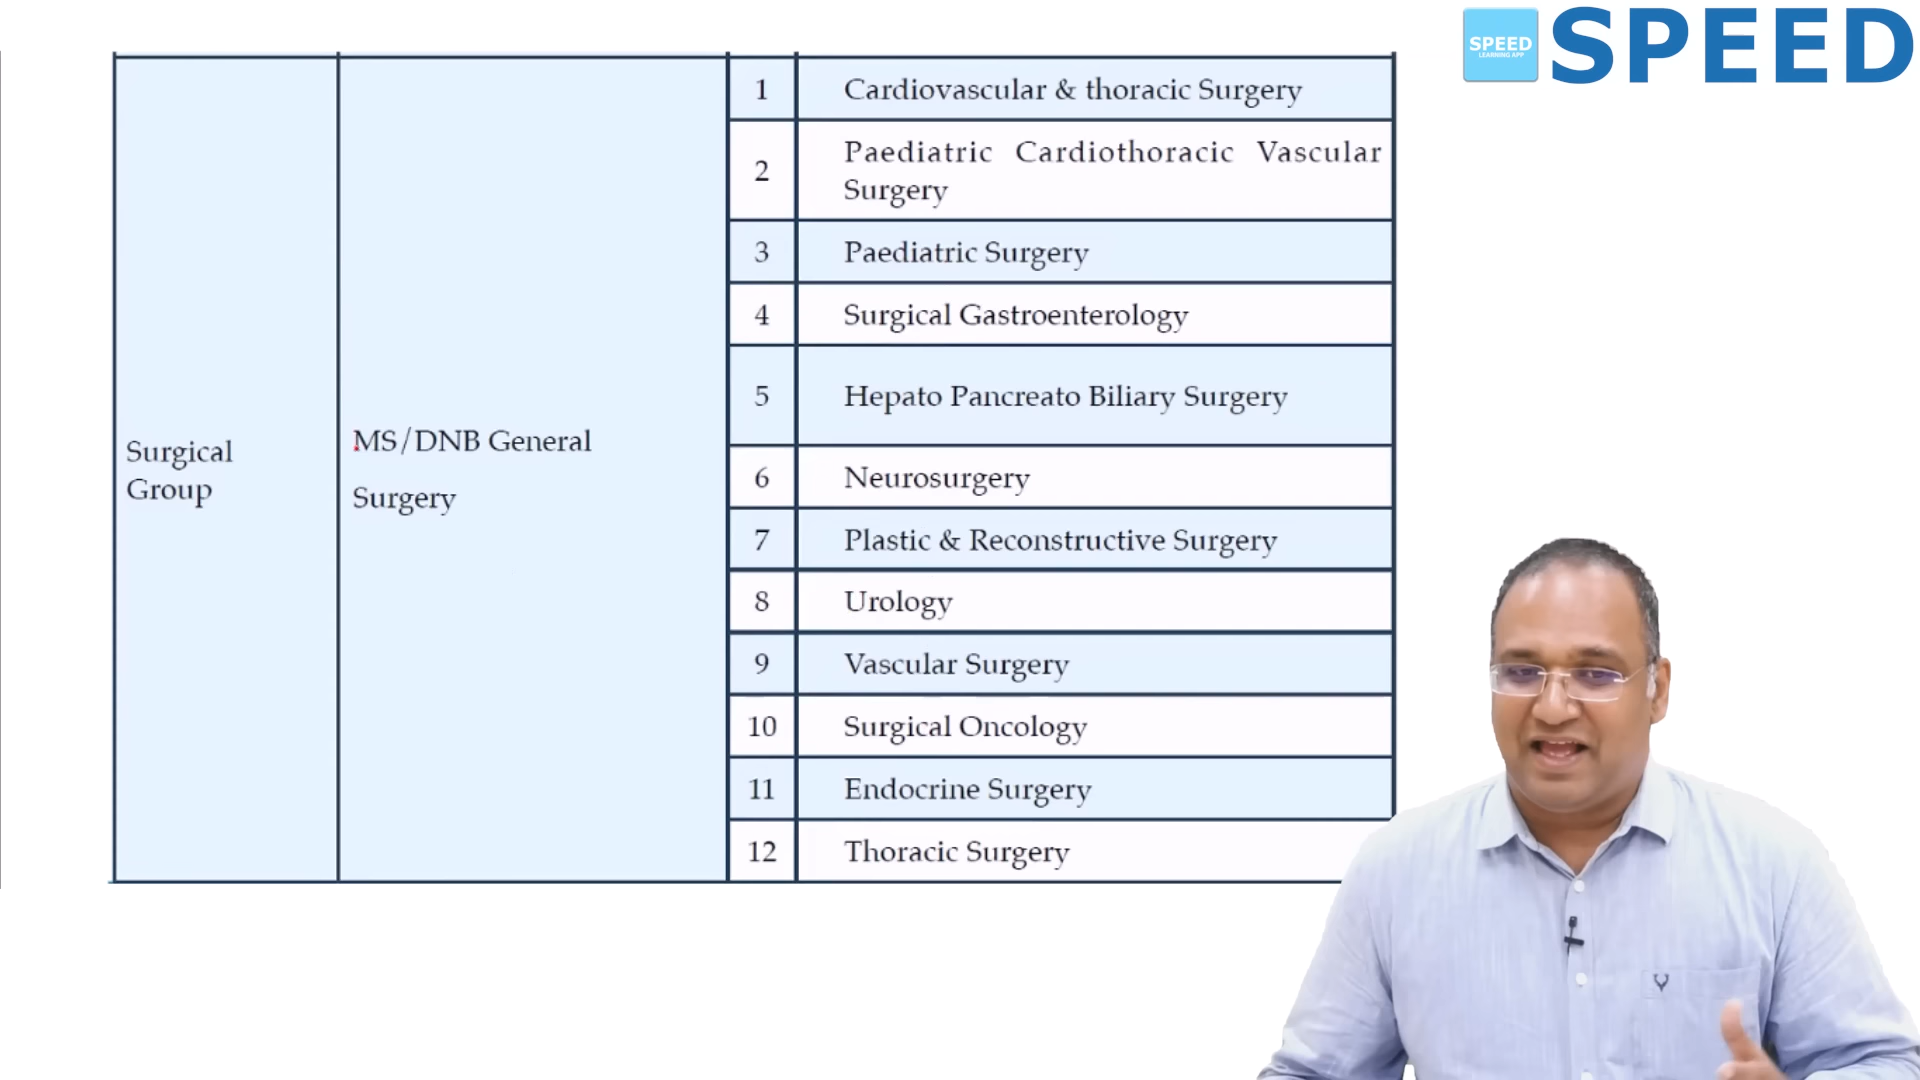 SPEED
LEARNING APP
SPEED
Surgical
Group
MS/DNB General
Surgery
1 Cardiovascular & thoracic Surgery
2 Paediatric Cardiothoracic Vascular
Surgery
3 Paediatric Surgery
4 Surgical Gastroenterology
5 Hepato Pancreato Biliary Surgery
6 Neurosurgery
7 Plastic & Reconstructive Surgery
8 Urology
9 Vascular Surgery
10 Surgical Oncology
11 Endocrine Surgery
12 Thoracic Surgery